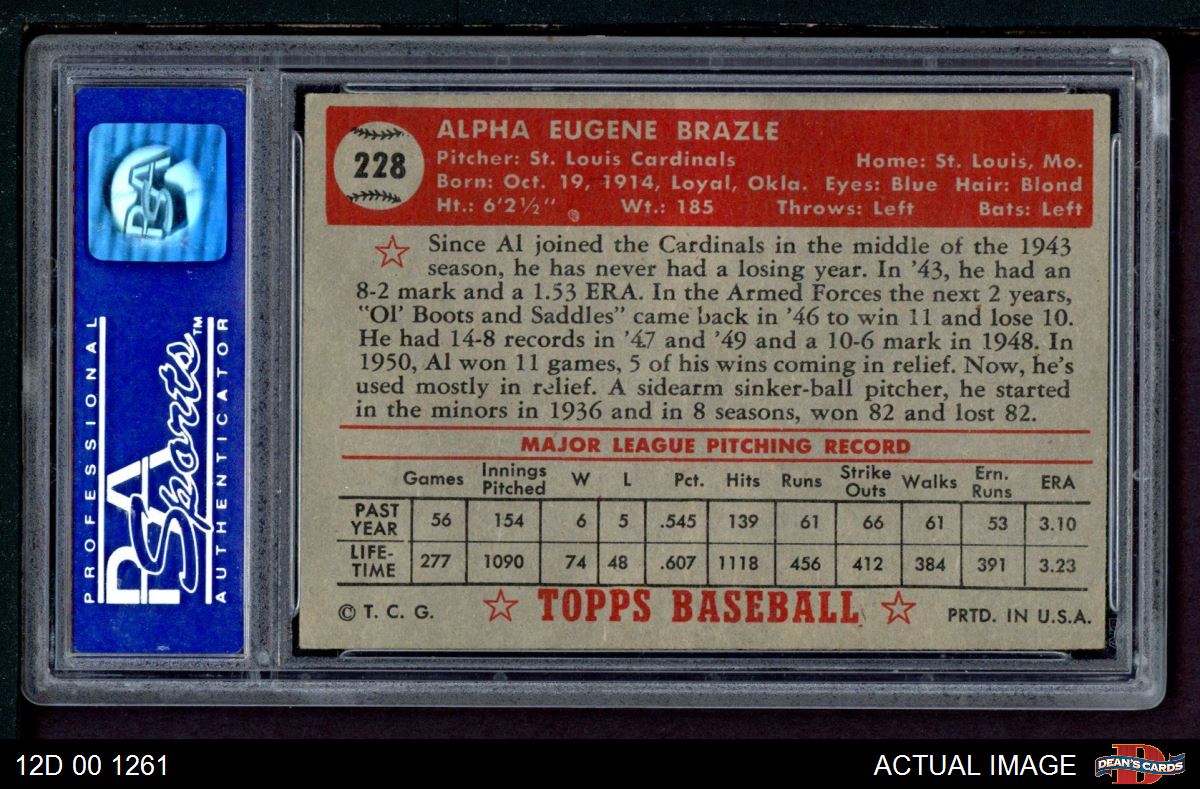 PSA
PROFESSIONAL
PSA Sports™
AUTHENTICATOR
228
ALPHA EUGENE BRAZLE
Pitcher: St. Louis Cardinals Home: St. Louis, Mo.
Born: Oct. 19, 1914, Loyal, Okla. Eyes: Blue Hair: Blond
Ht.: 6'2½" Wt.: 185 Throws: Left Bats: Left
Since Al joined the Cardinals in the middle of the 1943
season, he has never had a losing year. In '43, he had an
8-2 mark and a 1.53 ERA. In the Armed Forces the next 2 years,
"Ol' Boots and Saddles" came back in '46 to win 11 and lose 10.
He had 14-8 records in '47 and '49 and a 10-6 mark in 1948. In
1950, Al won 11 games, 5 of his wins coming in relief. Now, he's
used mostly in relief. A sidearm sinker-ball pitcher, he started
in the minors in 1936 and in 8 seasons, won 82 and lost 82.
MAJOR LEAGUE PITCHING RECORD
Games Innings Pitched W L Pct. Hits Runs Strike Outs Walks Ern. Runs ERA
PAST YEAR 56 154 6 5 .545 139 61 66 61 53 3.10
LIFE-TIME 277 1090 74 48 .607 1118 456 412 384 391 3.23
© T. C. G. TOPPS BASEBALL PRTD. IN U.S.A.
12D 00 1261
ACTUAL IMAGE
D
DEAN'S CARDS